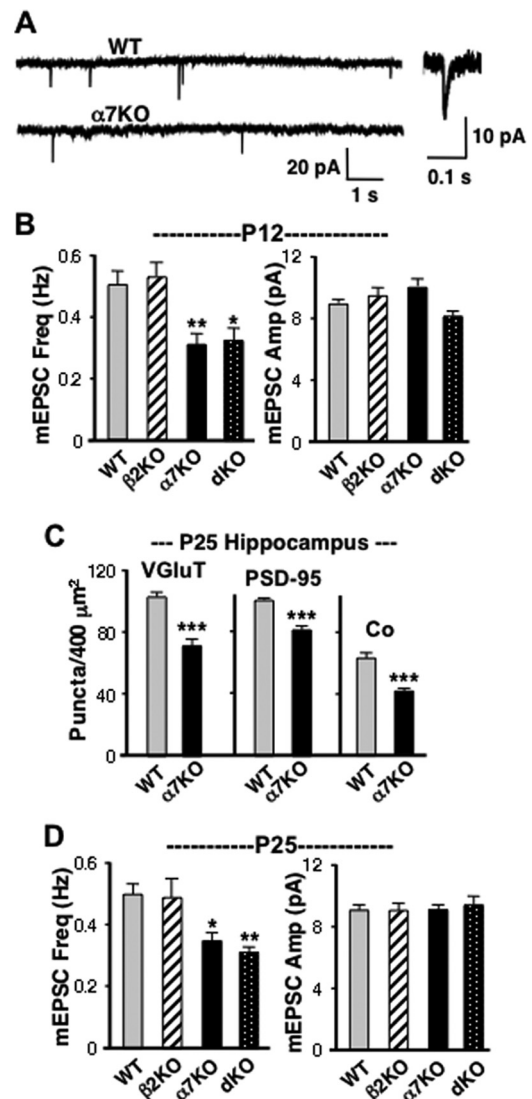 A
WT
α7KO
20 pA
1 s
10 pA
0.1 s
B
------------P12-------------
mEPSC Freq (Hz)
0.6
0.4
0.2
0
WT
β2KO
α7KO
**
dKO
*
mEPSC Amp (pA)
12
8
4
0
WT
β2KO
α7KO
dKO
C
--- P25 Hippocampus ---
Puncta/400 μm²
120
80
40
0
VGluT
***
WT
α7KO
PSD-95
***
WT
α7KO
Co
***
WT
α7KO
D
-----------P25------------
mEPSC Freq (Hz)
0.6
0.4
0.2
0
WT
β2KO
α7KO
*
dKO
**
mEPSC Amp (pA)
12
8
4
0
WT
β2KO
α7KO
dKO